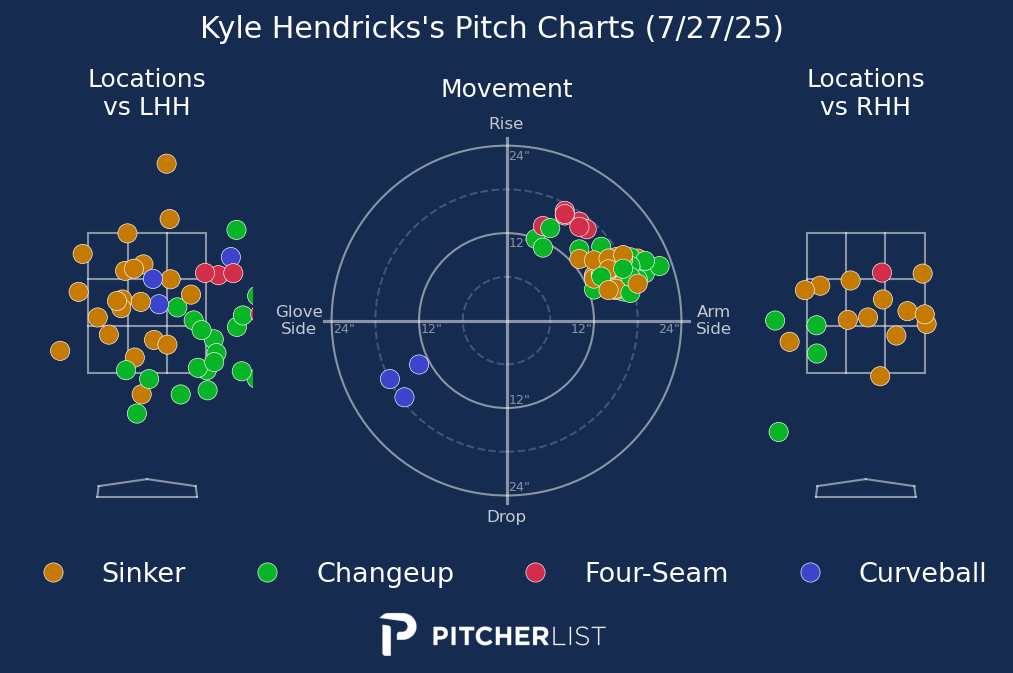 Kyle Hendricks's Pitch Charts (7/27/25)
Locations
vs LHH
Movement
Locations
vs RHH
Rise
24"
12"
Glove
Side
24"
12"
12"
24"
Arm
Side
12"
24"
Drop
Sinker
Changeup
Four-Seam
Curveball
PITCHERLIST